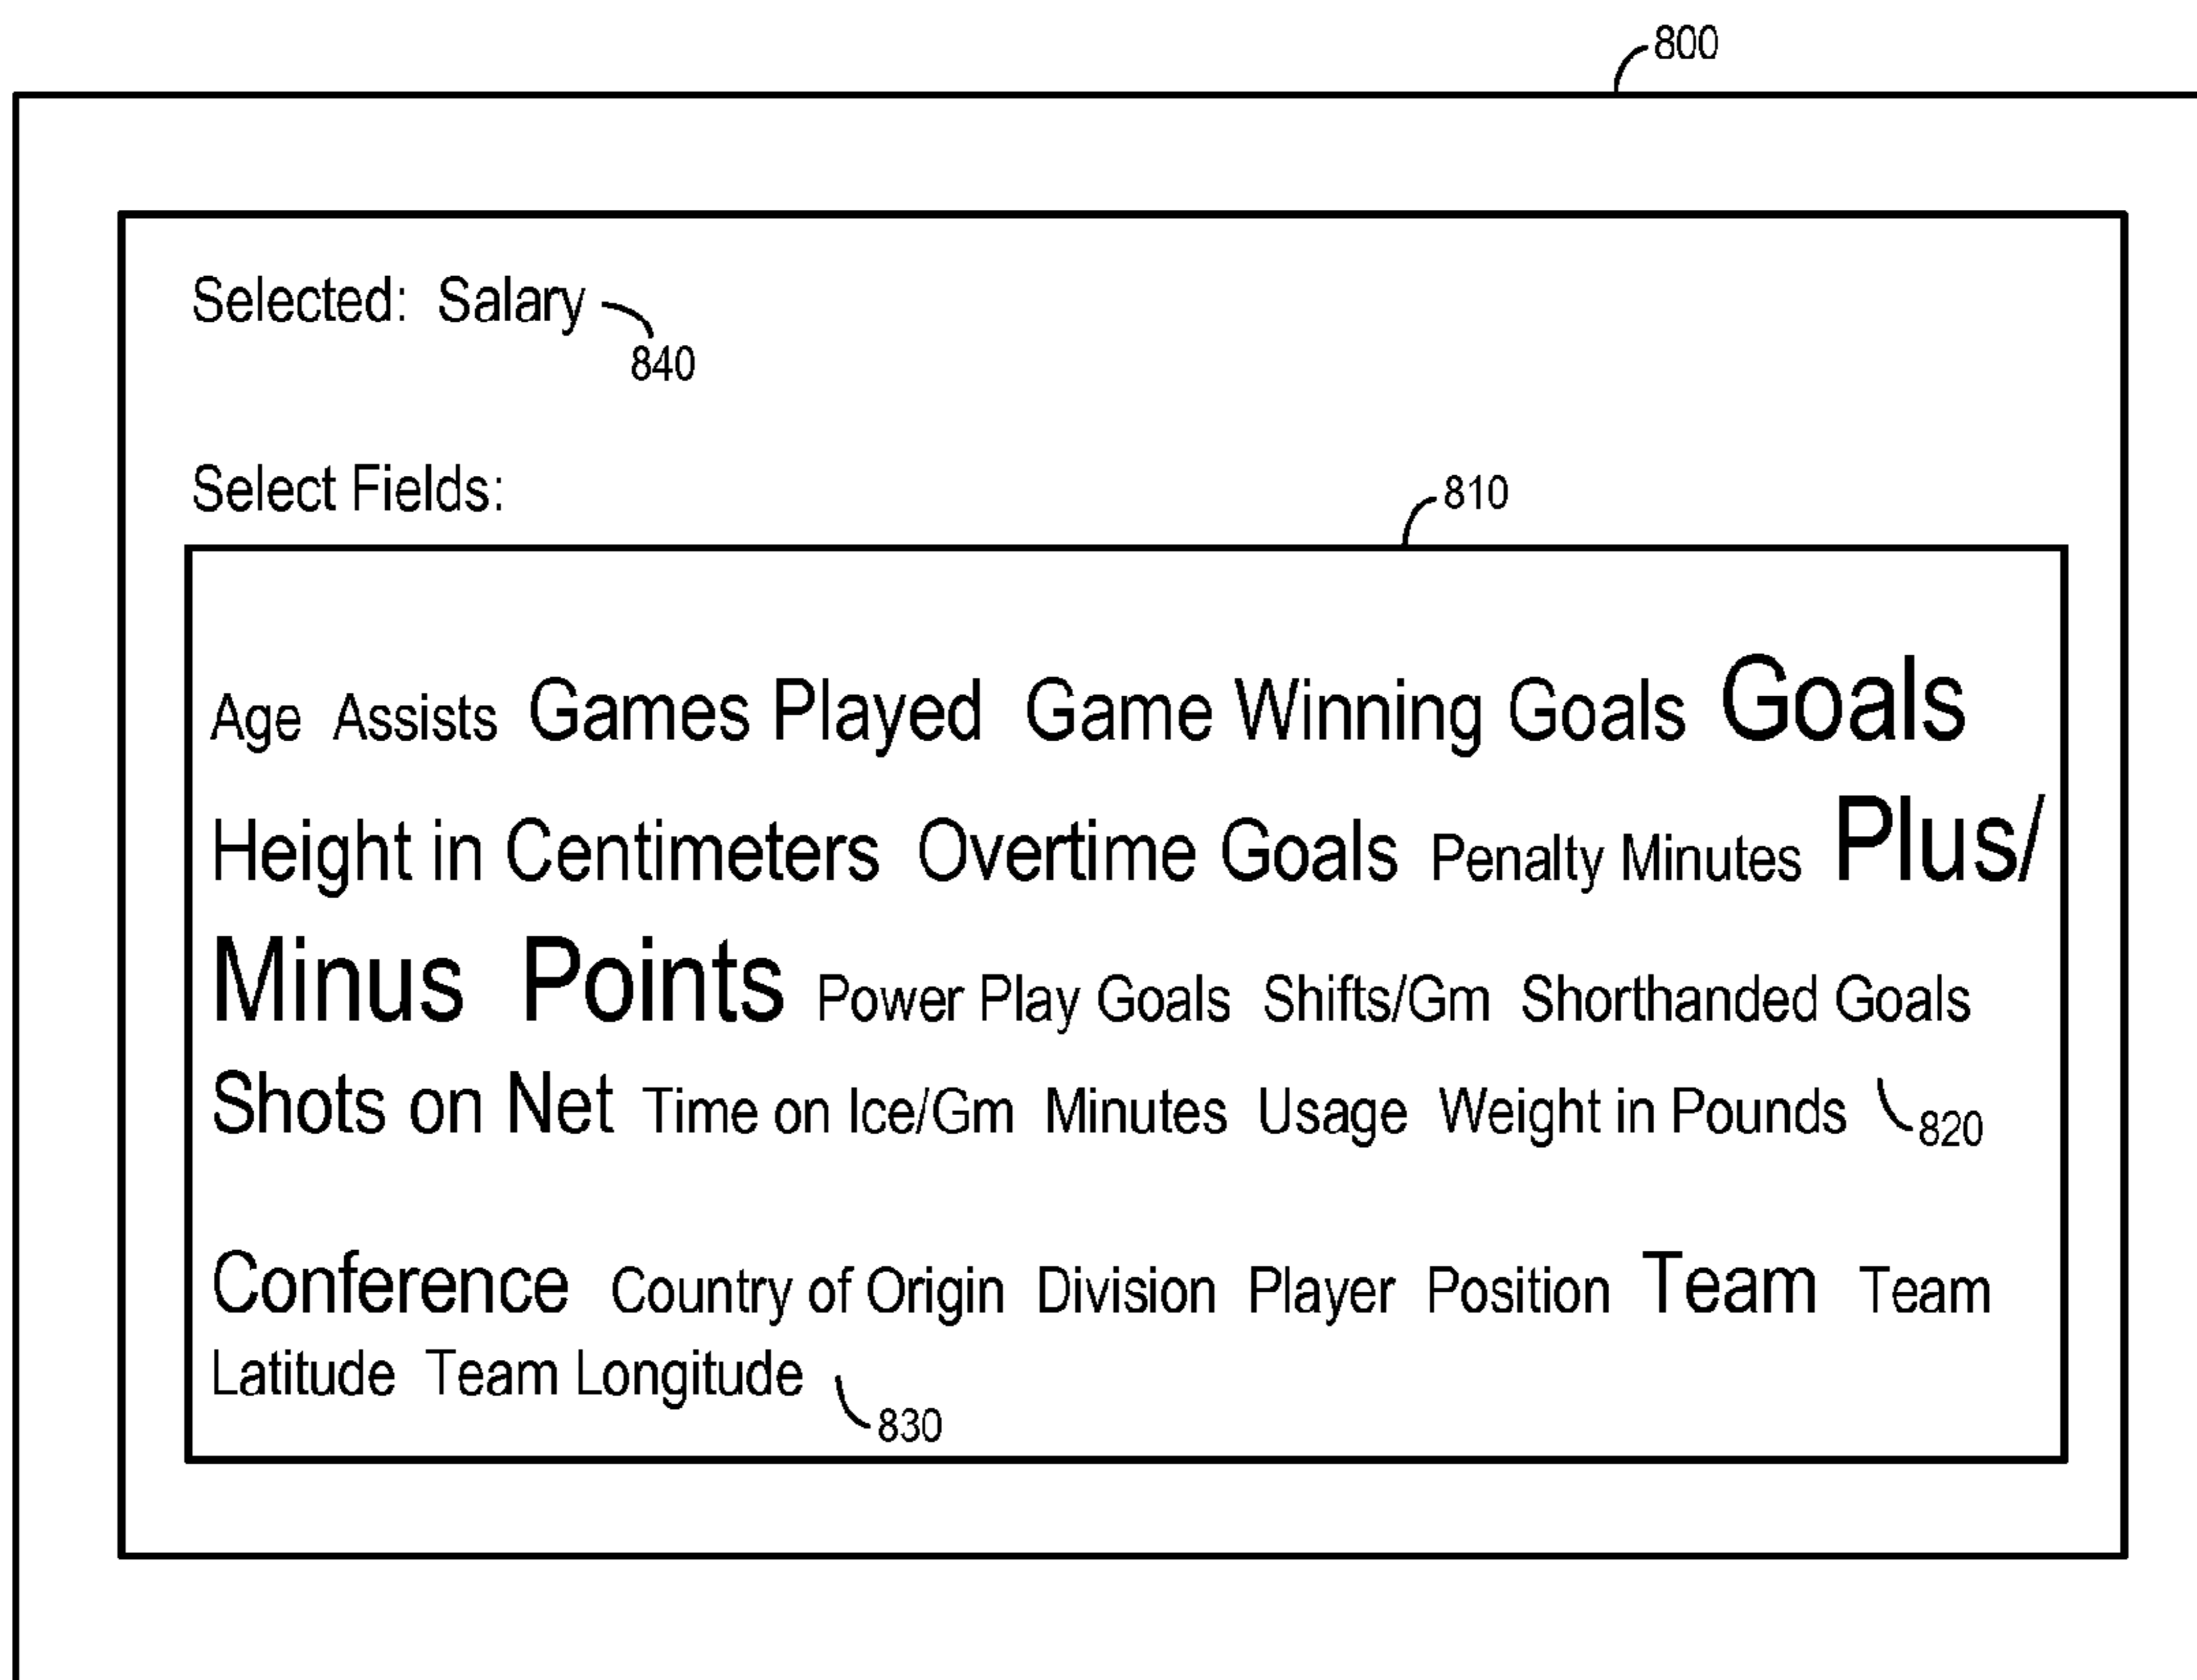 800
Selected: Salary
840
Select Fields:
810
Age Assists Games Played Game Winning Goals Goals
Height in Centimeters Overtime Goals Penalty Minutes Plus/
Minus Points Power Play Goals Shifts/Gm Shorthanded Goals
Shots on Net Time on Ice/Gm Minutes Usage Weight in Pounds
820
Conference Country of Origin Division Player Position Team Team
Latitude Team Longitude
830